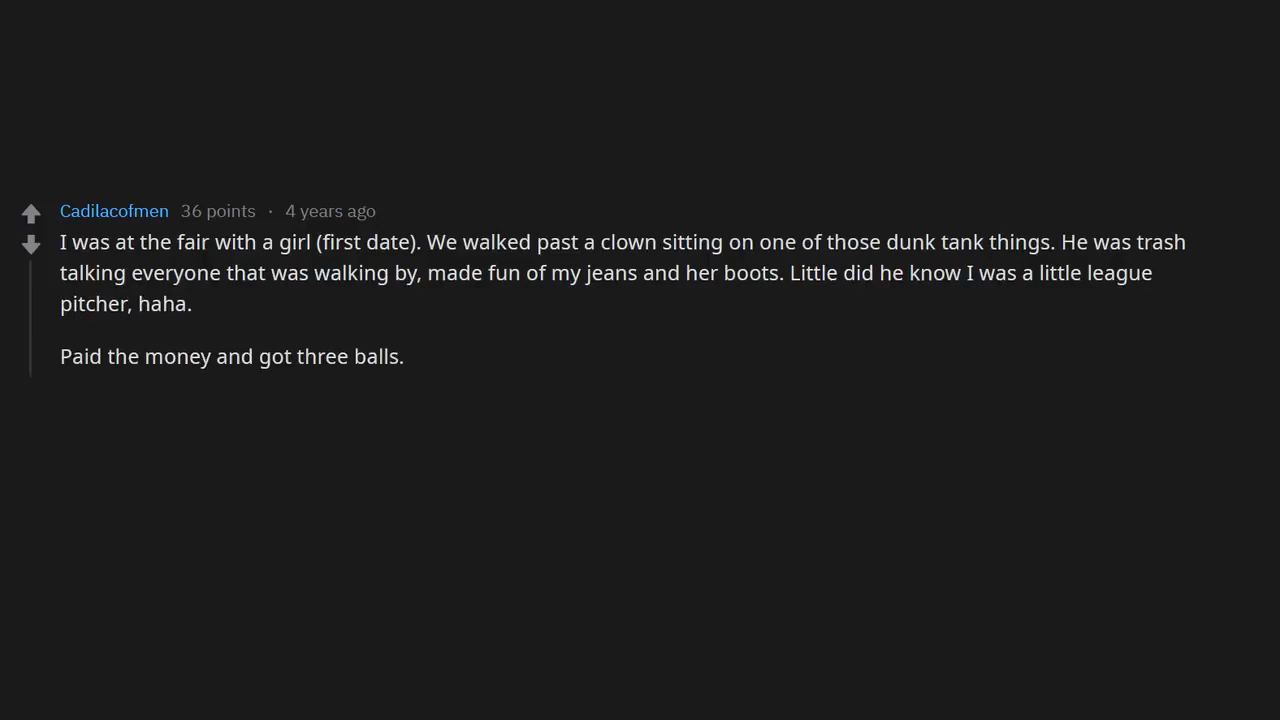 Cadilacofmen 36 points · 4 years ago
I was at the fair with a girl (first date). We walked past a clown sitting on one of those dunk tank things. He was trash
talking everyone that was walking by, made fun of my jeans and her boots. Little did he know I was a little league
pitcher, haha.
Paid the money and got three balls.